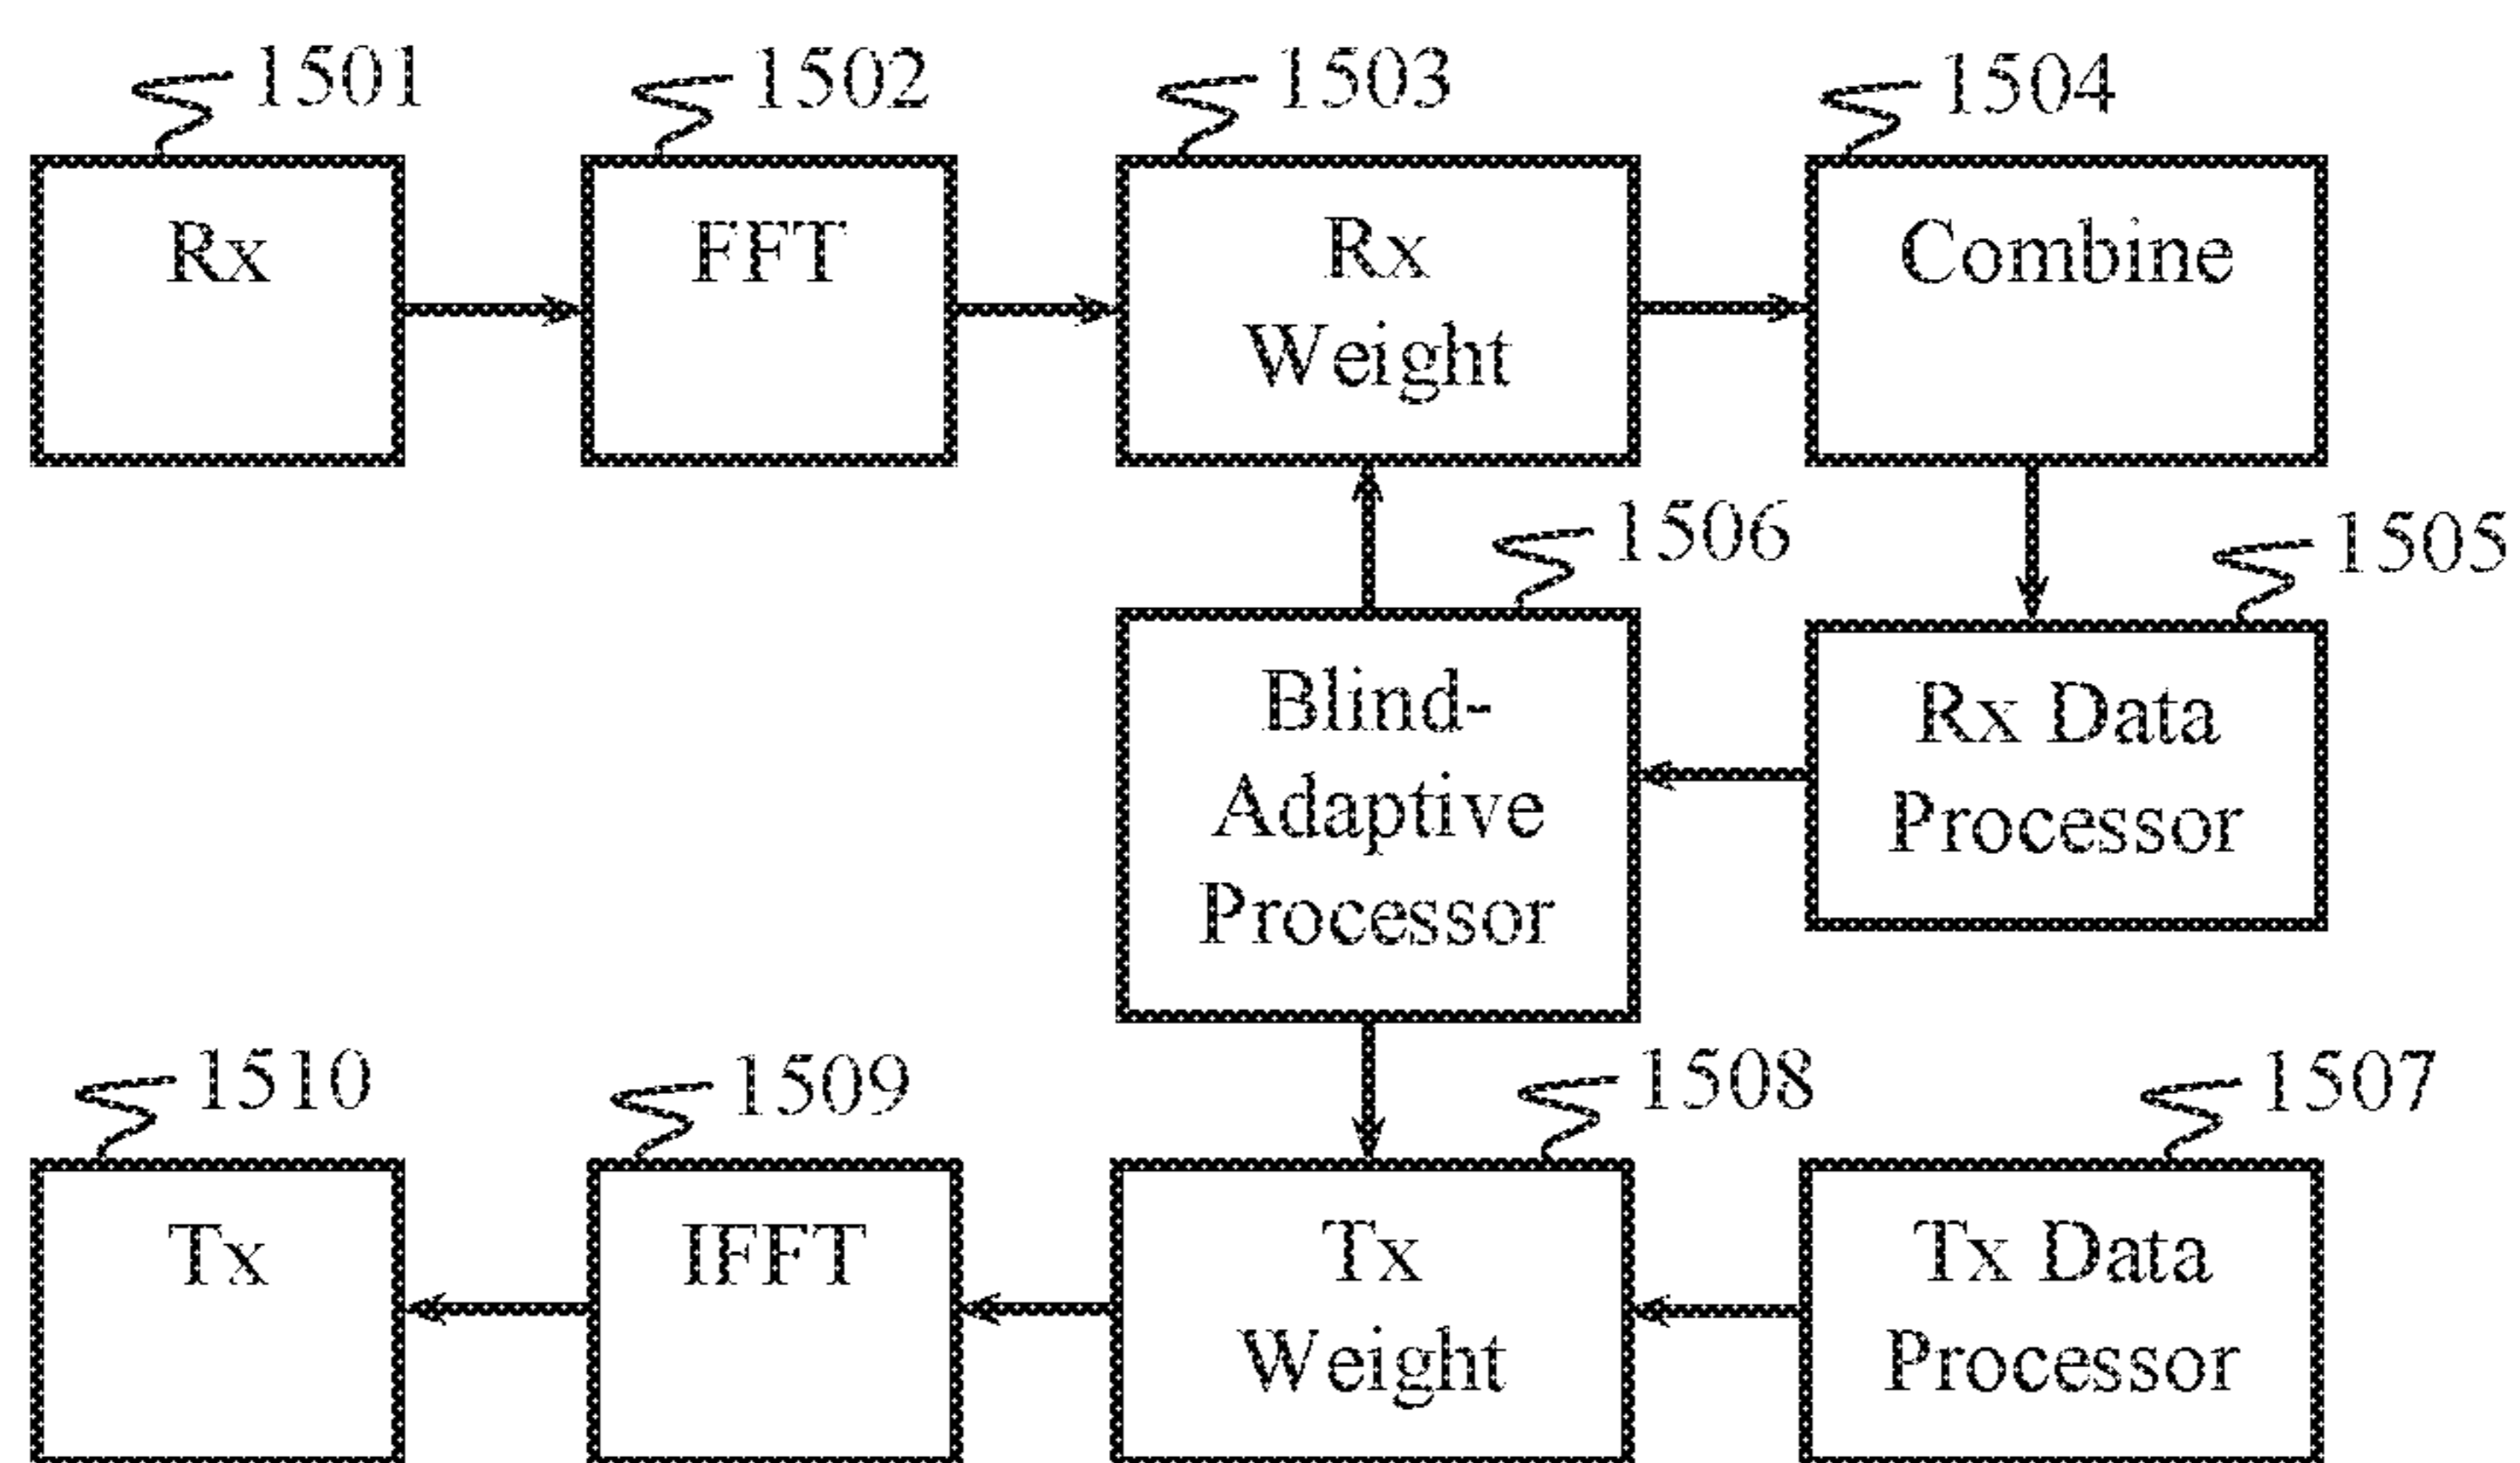 1501
1502
1503
1504
Rx
FFT
Rx
Weight
Combine
1506
1505
Blind-
Adaptive
Processor
Rx Data
Processor
1510
1509
1508
1507
Tx
IFFT
Tx
Weight
Tx Data
Processor